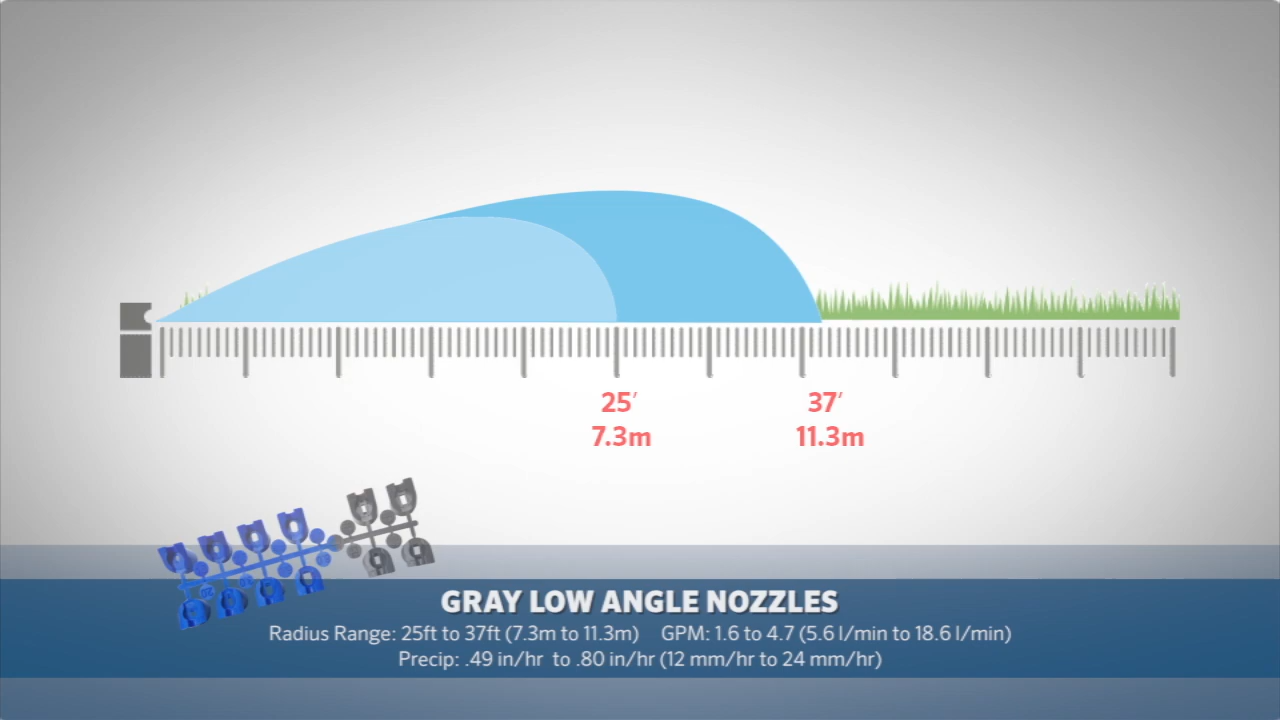 25′ 37′
7.3m 11.3m
GRAY LOW ANGLE NOZZLES
Radius Range: 25ft to 37ft (7.3m to 11.3m) GPM: 1.6 to 4.7 (5.6 l/min to 18.6 l/min)
Precip: .49 in/hr to .80 in/hr (12 mm/hr to 24 mm/hr)